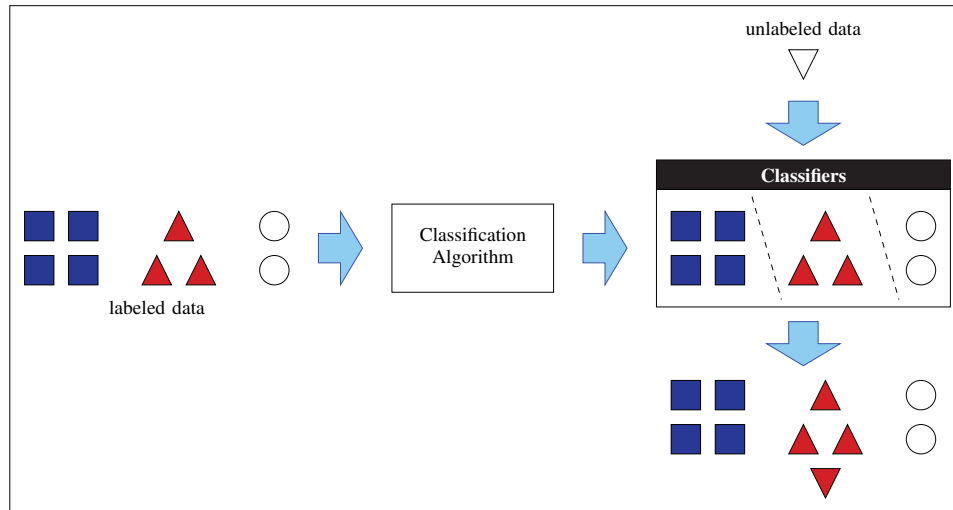 unlabeled data
Classifiers
Classification
Algorithm
labeled data